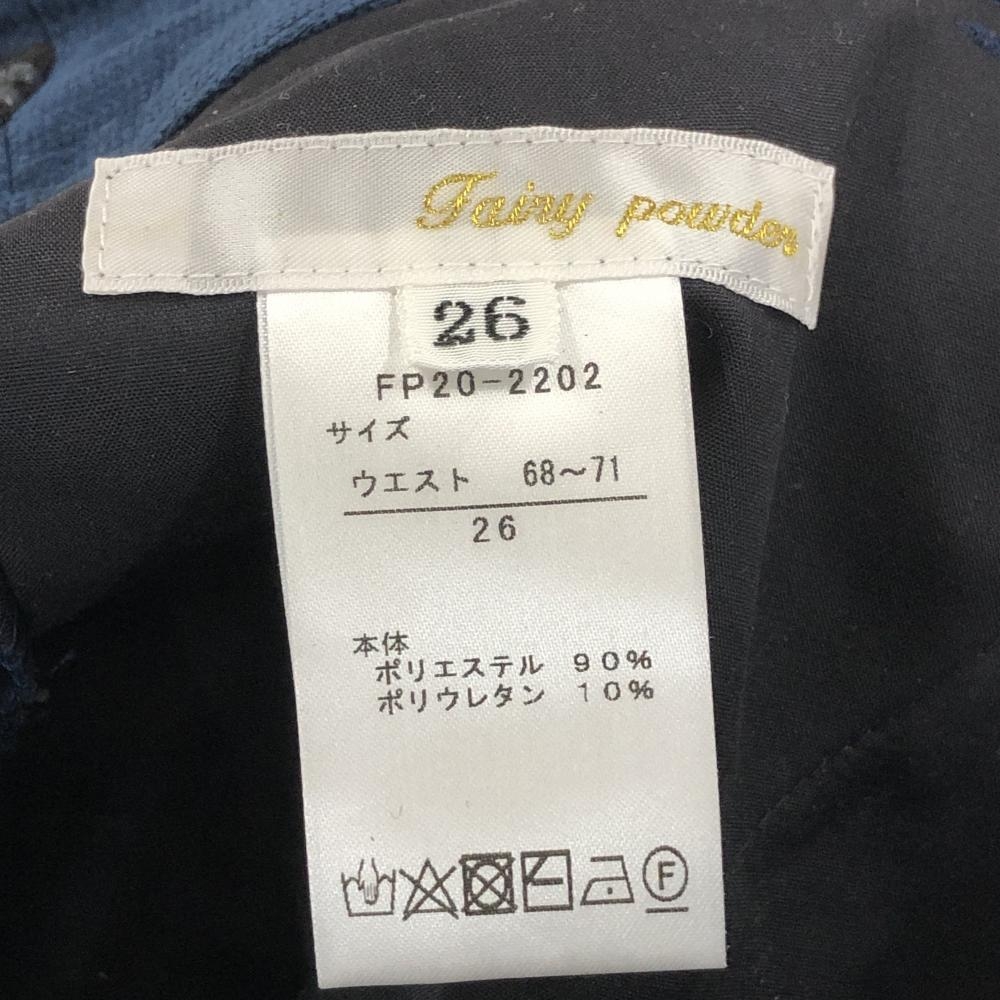 Fairy powder
26
FP20-2202
サイズ
ウエスト 68～71
26
本体
ポリエステル 90%
ポリウレタン 10%
F